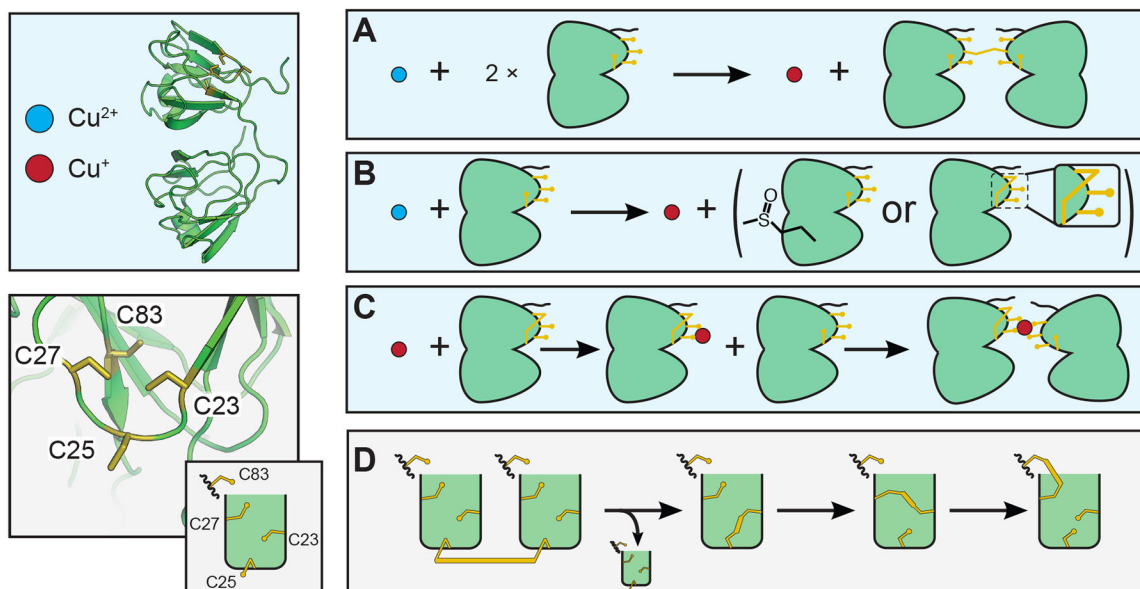 Cu2+
Cu+
C83
C27
C23
C25
C83
C27
C23
C25
A
+ 2 × +
B
+ + ( S O or )
C
+ +
D